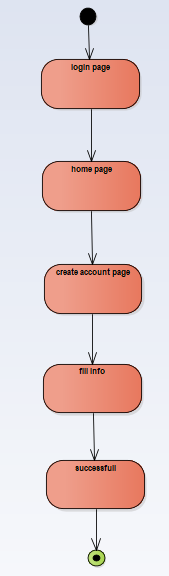 login page
home page
create account page
fill info
successfull